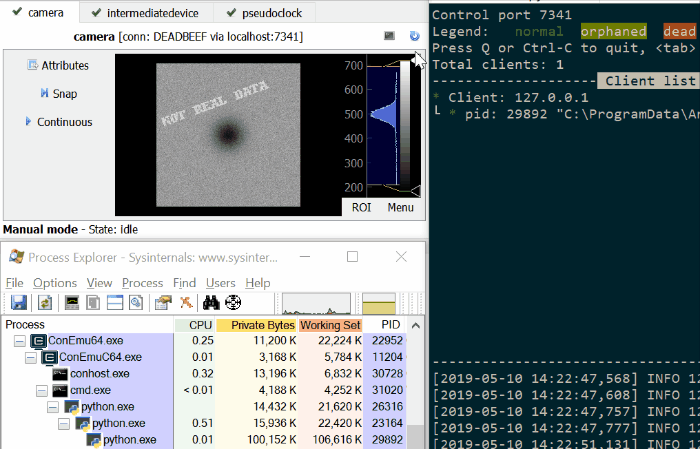 camera
intermediatedevice
pseudoclock
camera [conn: DEADBEEF via localhost:7341]
Attributes
Snap
Continuous
NOT REAL DATA
700
600
500
400
300
200
ROI Menu
Manual mode - State: idle
Process Explorer - Sysinternals: www.sysinter...
File Options View Process Find Users Help
Process CPU Private Bytes Working Set PID
ConEmu64.exe 0.25 11,200 K 22,224 K 22952
ConEmuC64.exe 0.01 3,168 K 5,784 K 11204
conhost.exe 0.32 13,196 K 6,832 K 30728
cmd.exe < 0.01 4,188 K 4,252 K 31020
python.exe 14,432 K 21,620 K 26316
python.exe 0.51 15,936 K 22,420 K 23164
python.exe 0.01 100,152 K 106,616 K 29892
Control port 7341
Legend: normal orphaned dead
Press Q or Ctrl-C to quit, <tab>
Total clients: 1
--------------------- Client list
* Client: 127.0.0.1
└ * pid: 29892 "C:\ProgramData\An
---------------------------------
[2019-05-10 14:22:47,568] INFO 12
[2019-05-10 14:22:47,608] INFO 12
[2019-05-10 14:22:47,757] INFO 12
[2019-05-10 14:22:47,777] INFO 12
[2019-05-10 14:22:51,131] INFO 12